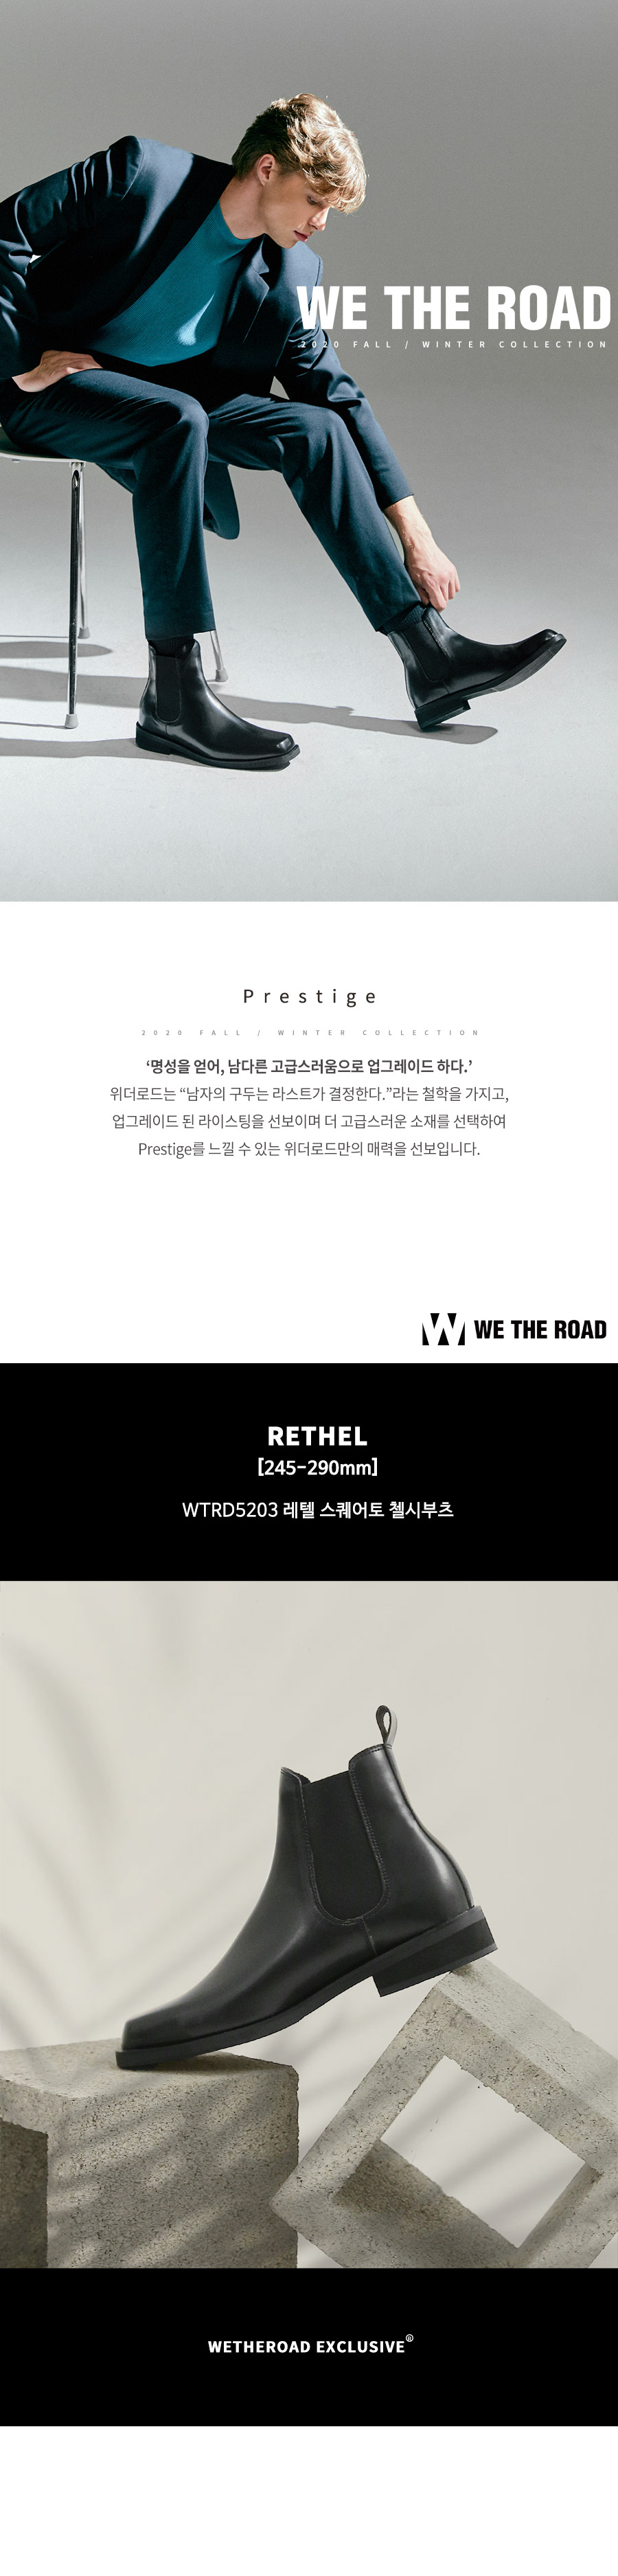 WE THE ROAD
2020 FALL / WINTER COLLECTION
Prestige
2020 FALL / WINTER COLLECTION
‘명성을 얻어, 남다른 고급스러움으로 업그레이드 하다.’
위더로드는 “남자의 구두는 라스트가 결정한다.”라는 철학을 가지고,
업그레이드 된 라이스팅을 선보이며 더 고급스러운 소재를 선택하여
Prestige를 느낄 수 있는 위더로드만의 매력을 선보입니다.
W WE THE ROAD
RETHEL
[245-290mm]
WTRD5203 레텔 스퀘어토 첼시부츠
WETHEROAD EXCLUSIVE®